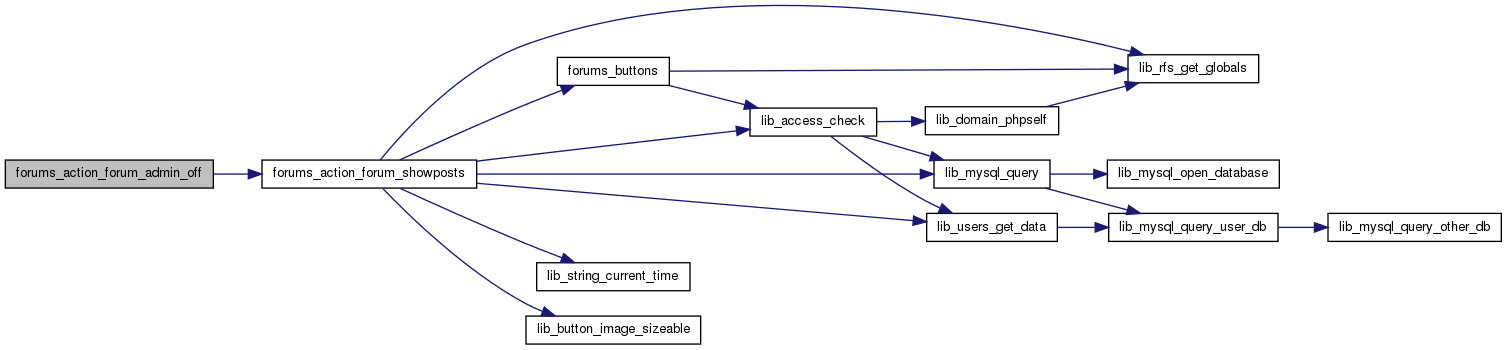 forums_action_forum_admin_off
forums_action_forum_showposts
forums_buttons
lib_access_check
lib_string_current_time
lib_button_image_sizeable
lib_domain_phpself
lib_mysql_query
lib_users_get_data
lib_rfs_get_globals
lib_mysql_open_database
lib_mysql_query_user_db
lib_mysql_query_other_db